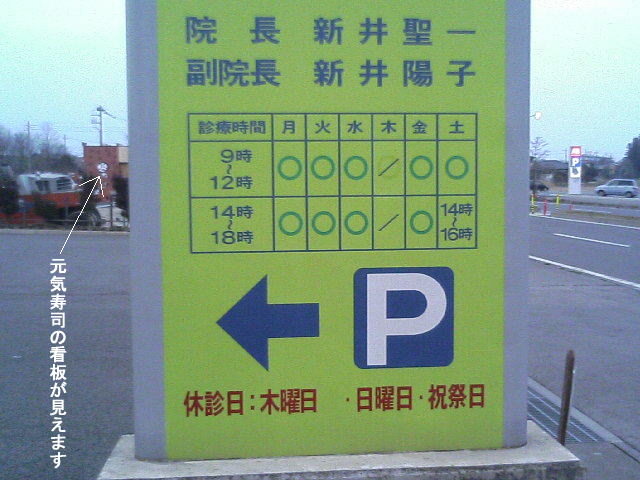 院長 新井聖一
副院長 新井陽子
診療時間 月 火 水 木 金 土
9時~12時 ○ ○ ○ / ○ ○
14時~18時 ○ ○ ○ / ○ 14時~16時
P
休診日:木曜日 ・日曜日・祝祭日
元気寿司の看板が見えます
P